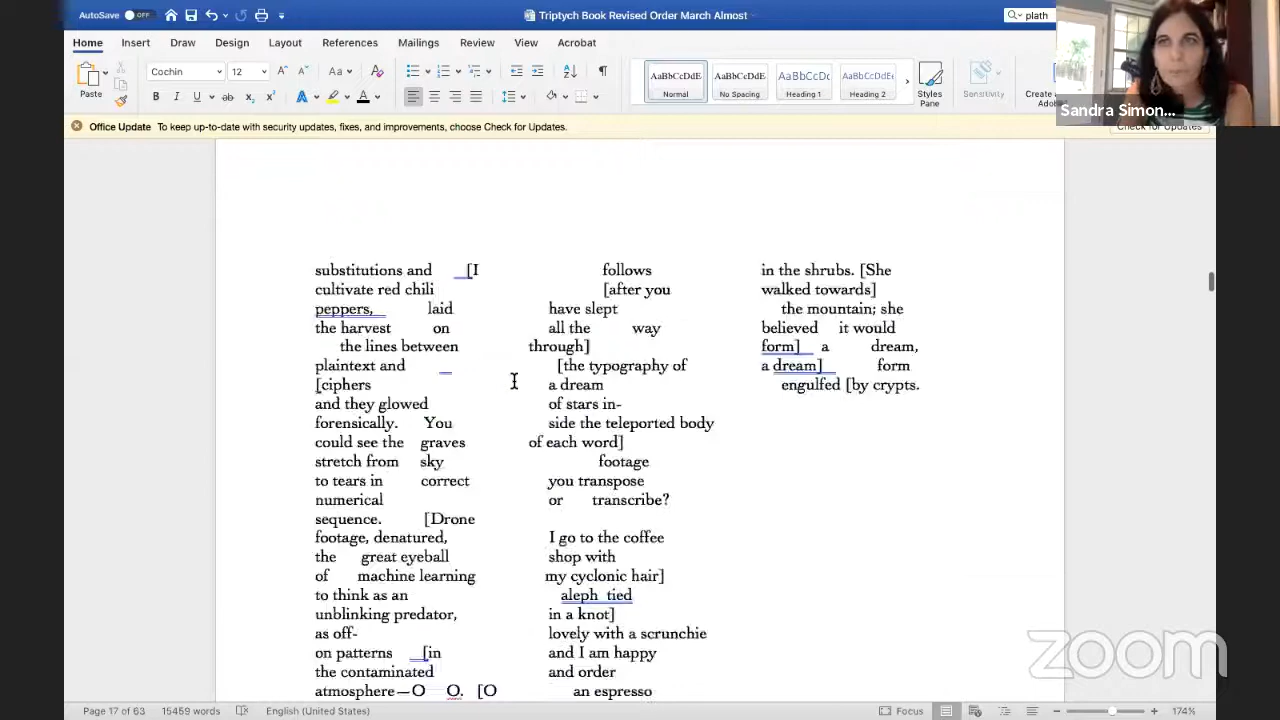 AutoSave OFF
Triptych Book Revised Order March Almost
plath
Home Insert Draw Design Layout References Mailings Review View Acrobat
Paste
Cochin 12
AaBbCcDdE AaBbCcDdE AaBbCcDc AaBbCcDdE
Normal No Spacing Heading 1 Heading 2
Styles Pane
Sensitivity
Sandra Simon...
Office Update To keep up-to-date with security updates, fixes, and improvements, choose Check for Updates.
Check for Updates
substitutions and [I
cultivate red chili
peppers, laid
the harvest on
the lines between
plaintext and
[ciphers
and they glowed
forensically. You
could see the graves
stretch from sky
to tears in correct
numerical
sequence. [Drone
footage, denatured,
the great eyeball
of machine learning
to think as an
unblinking predator,
as off-
on patterns [in
the contaminated
atmosphere—O O. [O
follows
[after you
have slept
all the way
through]
[the typography of
a dream
of stars in-
side the teleported body
of each word]
footage
you transpose
or transcribe?
I go to the coffee
shop with
my cyclonic hair]
aleph tied
in a knot]
lovely with a scrunchie
and I am happy
and order
an espresso
in the shrubs. [She
walked towards]
the mountain; she
believed it would
form] a dream,
a dream] form
engulfed [by crypts.
zoom
Page 17 of 63 15469 words English (United States) Focus 174%